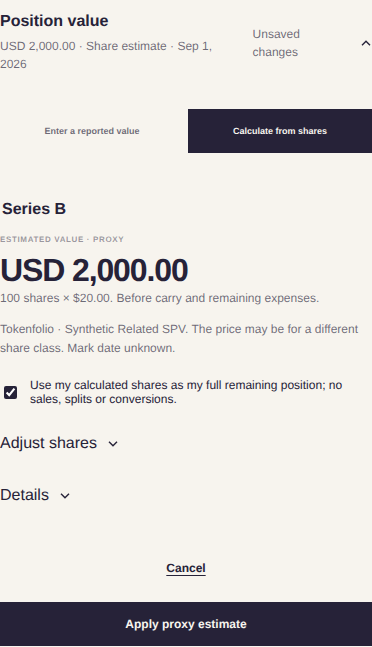 Position value
USD 2,000.00 · Share estimate · Sep 1,
2026
Unsaved
changes
Enter a reported value
Calculate from shares
Series B
ESTIMATED VALUE · PROXY
USD 2,000.00
100 shares × $20.00. Before carry and remaining expenses.
Tokenfolio · Synthetic Related SPV. The price may be for a different
share class. Mark date unknown.
Use my calculated shares as my full remaining position; no
sales, splits or conversions.
Adjust shares
Details
Cancel
Apply proxy estimate